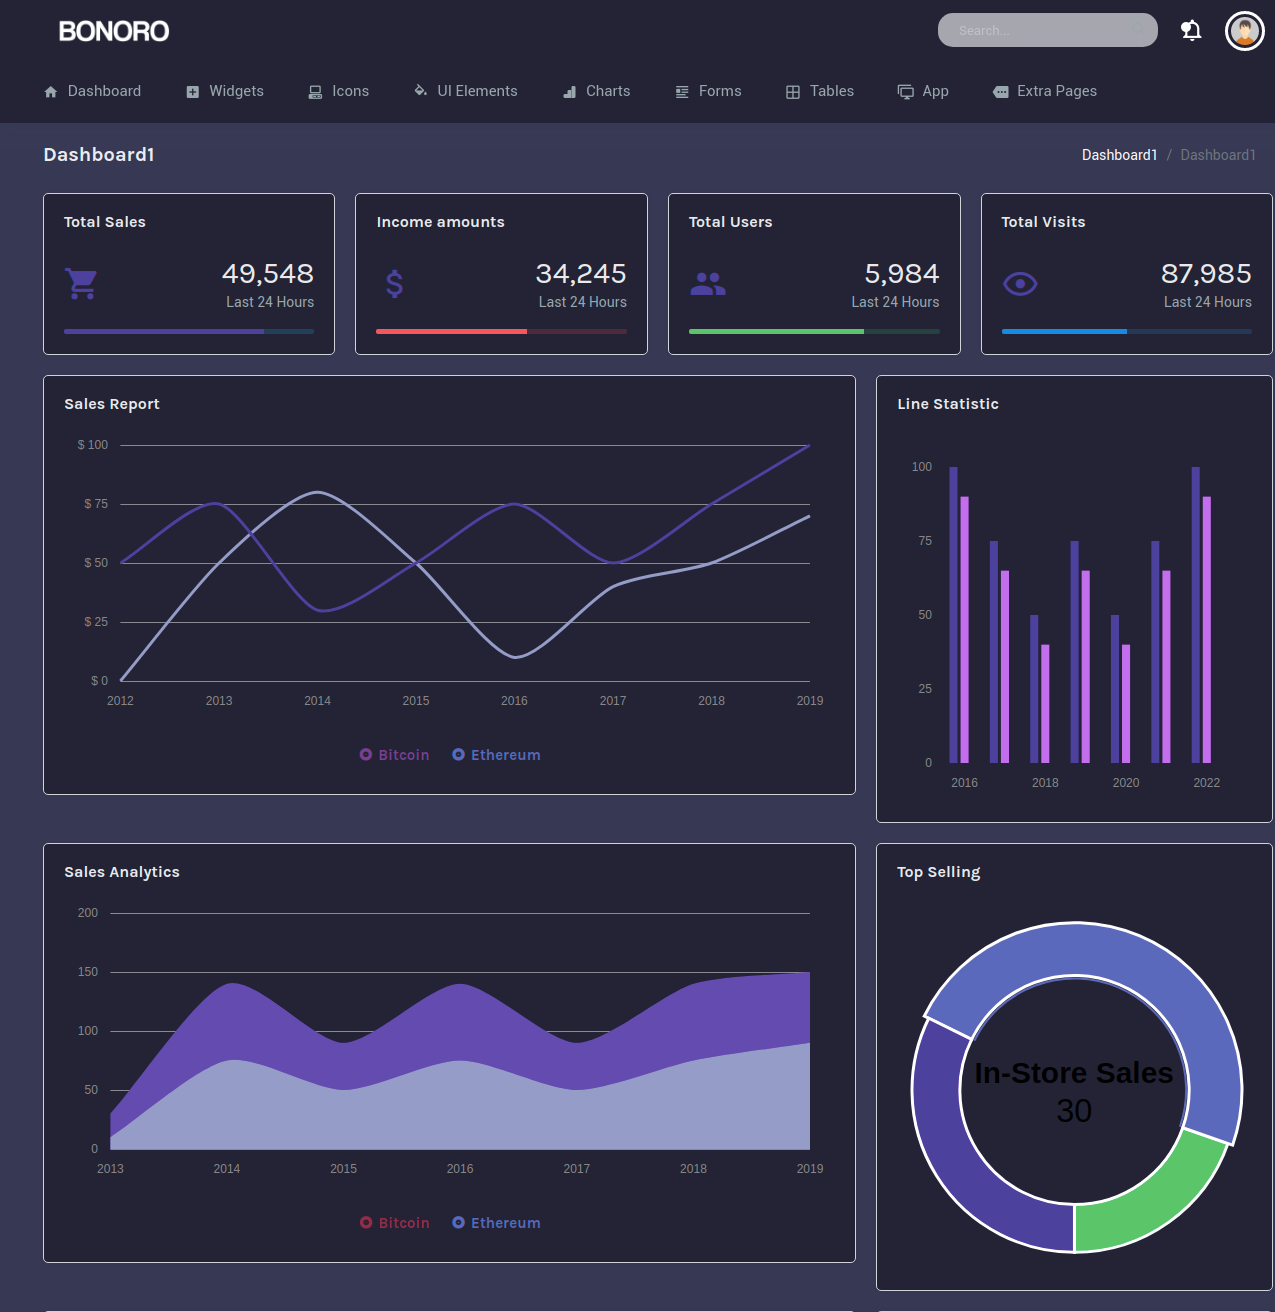 BONORO
Search...
Dashboard Widgets Icons UI Elements Charts Forms Tables App Extra Pages
Dashboard1
Dashboard1 / Dashboard1
Total Sales
49,548
Last 24 Hours
Income amounts
34,245
Last 24 Hours
Total Users
5,984
Last 24 Hours
Total Visits
87,985
Last 24 Hours
Sales Report
$ 100
$ 75
$ 50
$ 25
$ 0
2012 2013 2014 2015 2016 2017 2018 2019
Bitcoin Ethereum
Line Statistic
100
75
50
25
0
2016 2018 2020 2022
Sales Analytics
200
150
100
50
0
2013 2014 2015 2016 2017 2018 2019
Bitcoin Ethereum
Top Selling
In-Store Sales
30